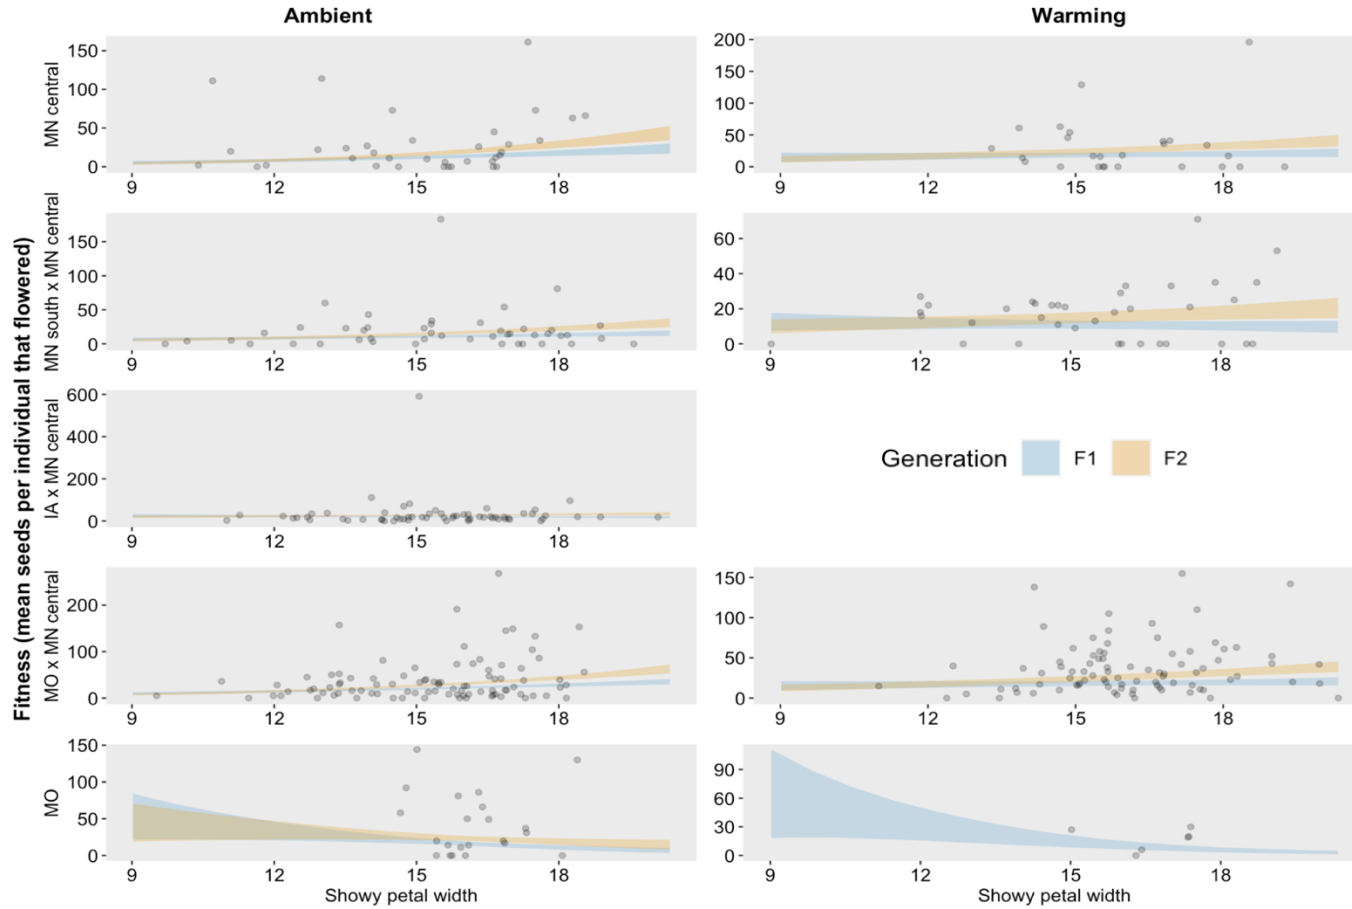 Ambient
Warming
Fitness (mean seeds per individual that flowered)
MN central
150
100
50
0
9 12 15 18
200
150
100
50
0
9 12 15 18
MN south x MN central
150
100
50
0
9 12 15 18
60
40
20
0
9 12 15 18
IA x MN central
600
400
200
0
9 12 15 18
Generation F1 F2
MO x MN central
200
100
0
9 12 15 18
150
100
50
0
9 12 15 18
MO
150
100
50
0
9 12 15 18
Showy petal width
90
60
30
0
9 12 15 18
Showy petal width